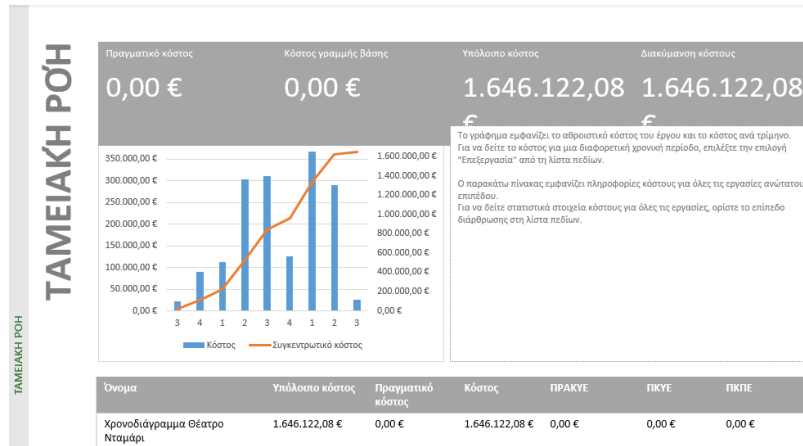 ΤΑΜΕΙΑΚΗ ΡΟΗ
ΤΑΜΕΙΑΚΉ ΡΟΉ
Πραγματικό κόστος
0,00 €
Κόστος γραμμής βάσης
0,00 €
Υπόλοιπο κόστος
1.646.122,08
€
Διακύμανση κόστους
1.646.122,08
€
350.000,00 €
300.000,00 €
250.000,00 €
200.000,00 €
150.000,00 €
100.000,00 €
50.000,00 €
0,00 €
1.600.000,00 €
1.400.000,00 €
1.200.000,00 €
1.000.000,00 €
800.000,00 €
600.000,00 €
400.000,00 €
200.000,00 €
0,00 €
3 4 1 2 3 4 1 2 3
Κόστος Συγκεντρωτικό κόστος
Το γράφημα εμφανίζει το αθροιστικό κόστος του έργου και το κόστος ανά τρίμηνο.
Για να δείτε το κόστος για μια διαφορετική χρονική περίοδο, επιλέξτε την επιλογή
"Επεξεργασία" από τη λίστα πεδίων.
Ο παρακάτω πίνακας εμφανίζει πληροφορίες κόστους για όλες τις εργασίες ανώτατου
επιπέδου.
Για να δείτε στατιστικά στοιχεία κόστους για όλες τις εργασίες, ορίστε το επίπεδο
διάρθρωσης στη λίστα πεδίων.
Όνομα Υπόλοιπο κόστος Πραγματικό κόστος Κόστος ΠΡΑΚΥΕ ΠΚΥΕ ΠΚΠΕ
Χρονοδιάγραμμα Θέατρο 1.646.122,08 € 0,00 € 1.646.122,08 € 0,00 € 0,00 € 0,00 €
Νταμάρι